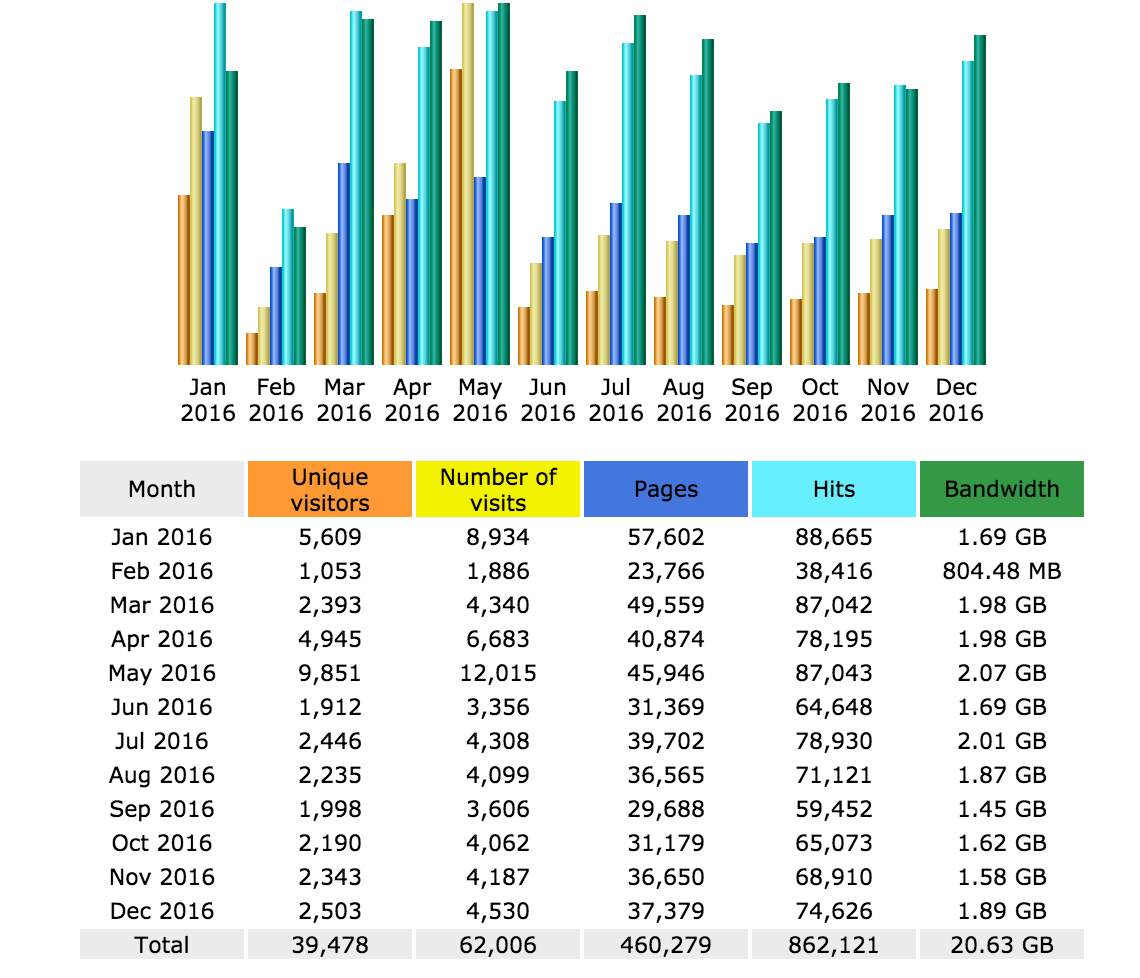 Jan Feb Mar Apr May Jun Jul Aug Sep Oct Nov Dec
2016 2016 2016 2016 2016 2016 2016 2016 2016 2016 2016 2016
Month Unique visitors Number of visits Pages Hits Bandwidth
Jan 2016 5,609 8,934 57,602 88,665 1.69 GB
Feb 2016 1,053 1,886 23,766 38,416 804.48 MB
Mar 2016 2,393 4,340 49,559 87,042 1.98 GB
Apr 2016 4,945 6,683 40,874 78,195 1.98 GB
May 2016 9,851 12,015 45,946 87,043 2.07 GB
Jun 2016 1,912 3,356 31,369 64,648 1.69 GB
Jul 2016 2,446 4,308 39,702 78,930 2.01 GB
Aug 2016 2,235 4,099 36,565 71,121 1.87 GB
Sep 2016 1,998 3,606 29,688 59,452 1.45 GB
Oct 2016 2,190 4,062 31,179 65,073 1.62 GB
Nov 2016 2,343 4,187 36,650 68,910 1.58 GB
Dec 2016 2,503 4,530 37,379 74,626 1.89 GB
Total 39,478 62,006 460,279 862,121 20.63 GB